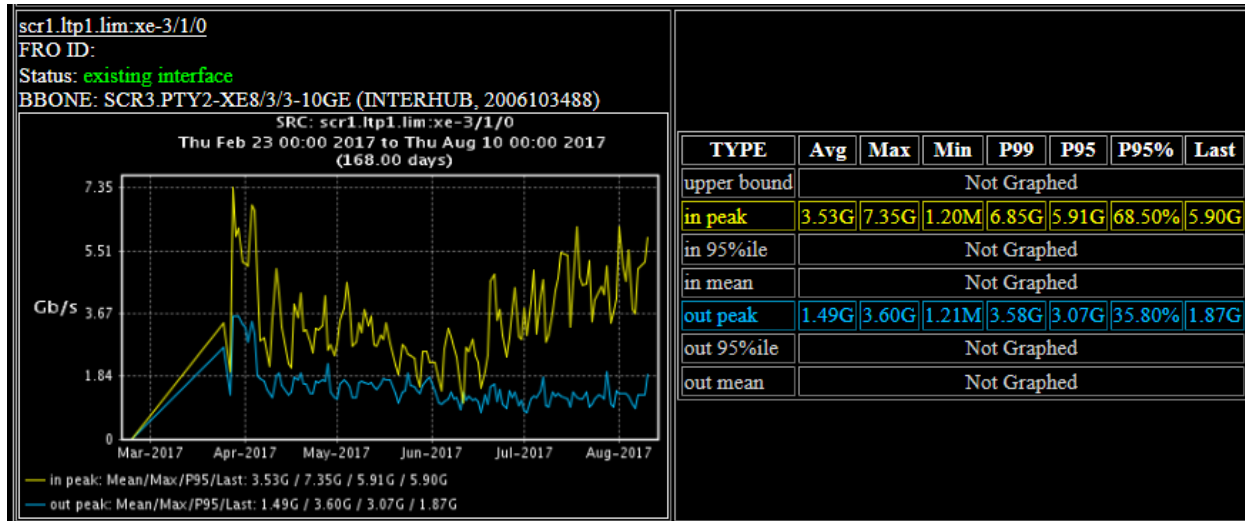 scr1.ltp1.lim:xe-3/1/0
FRO ID:
Status: existing interface
BBONE: SCR3.PTY2-XE8/3/3-10GE (INTERHUB, 2006103488)
SRC: scr1.ltp1.lim:xe-3/1/0
Thu Feb 23 00:00 2017 to Thu Aug 10 00:00 2017
(168.00 days)
7.35
5.51
Gb/s 3.67
1.84
0
Mar-2017 Apr-2017 May-2017 Jun-2017 Jul-2017 Aug-2017
in peak: Mean/Max/P95/Last: 3.53G / 7.35G / 5.91G / 5.90G
out peak: Mean/Max/P95/Last: 1.49G / 3.60G / 3.07G / 1.87G
TYPE Avg Max Min P99 P95 P95% Last
upper bound Not Graphed
in peak 3.53G 7.35G 1.20M 6.85G 5.91G 68.50% 5.90G
in 95%ile Not Graphed
in mean Not Graphed
out peak 1.49G 3.60G 1.21M 3.58G 3.07G 35.80% 1.87G
out 95%ile Not Graphed
out mean Not Graphed